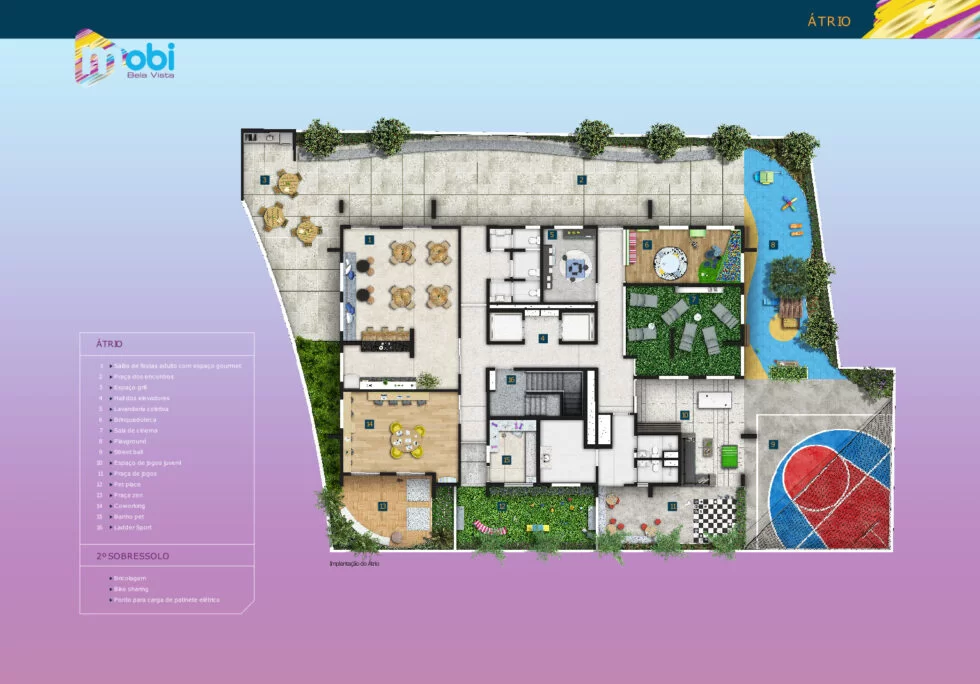 ÁTRIO
mobi
Bela Vista
ÁTRIO
1 Salão de festas adulto com espaço gourmet
2 Praça dos encontros
3 Espaço grill
4 Hall dos elevadores
5 Lavanderia coletiva
6 Brinquedoteca
7 Sala de cinema
8 Playground
9 Street ball
10 Espaço de jogos juvenil
11 Praça de jogos
12 Pet place
13 Praça zen
14 Coworking
15 Banho pet
16 Ladder Sport
2º SOBRESSOLO
Bricolagem
Bike sharing
Ponto para carga de patinete elétrico
3
2
1
5
6
8
7
4
16
10
14
9
15
13
12
11
Implantação do Átrio